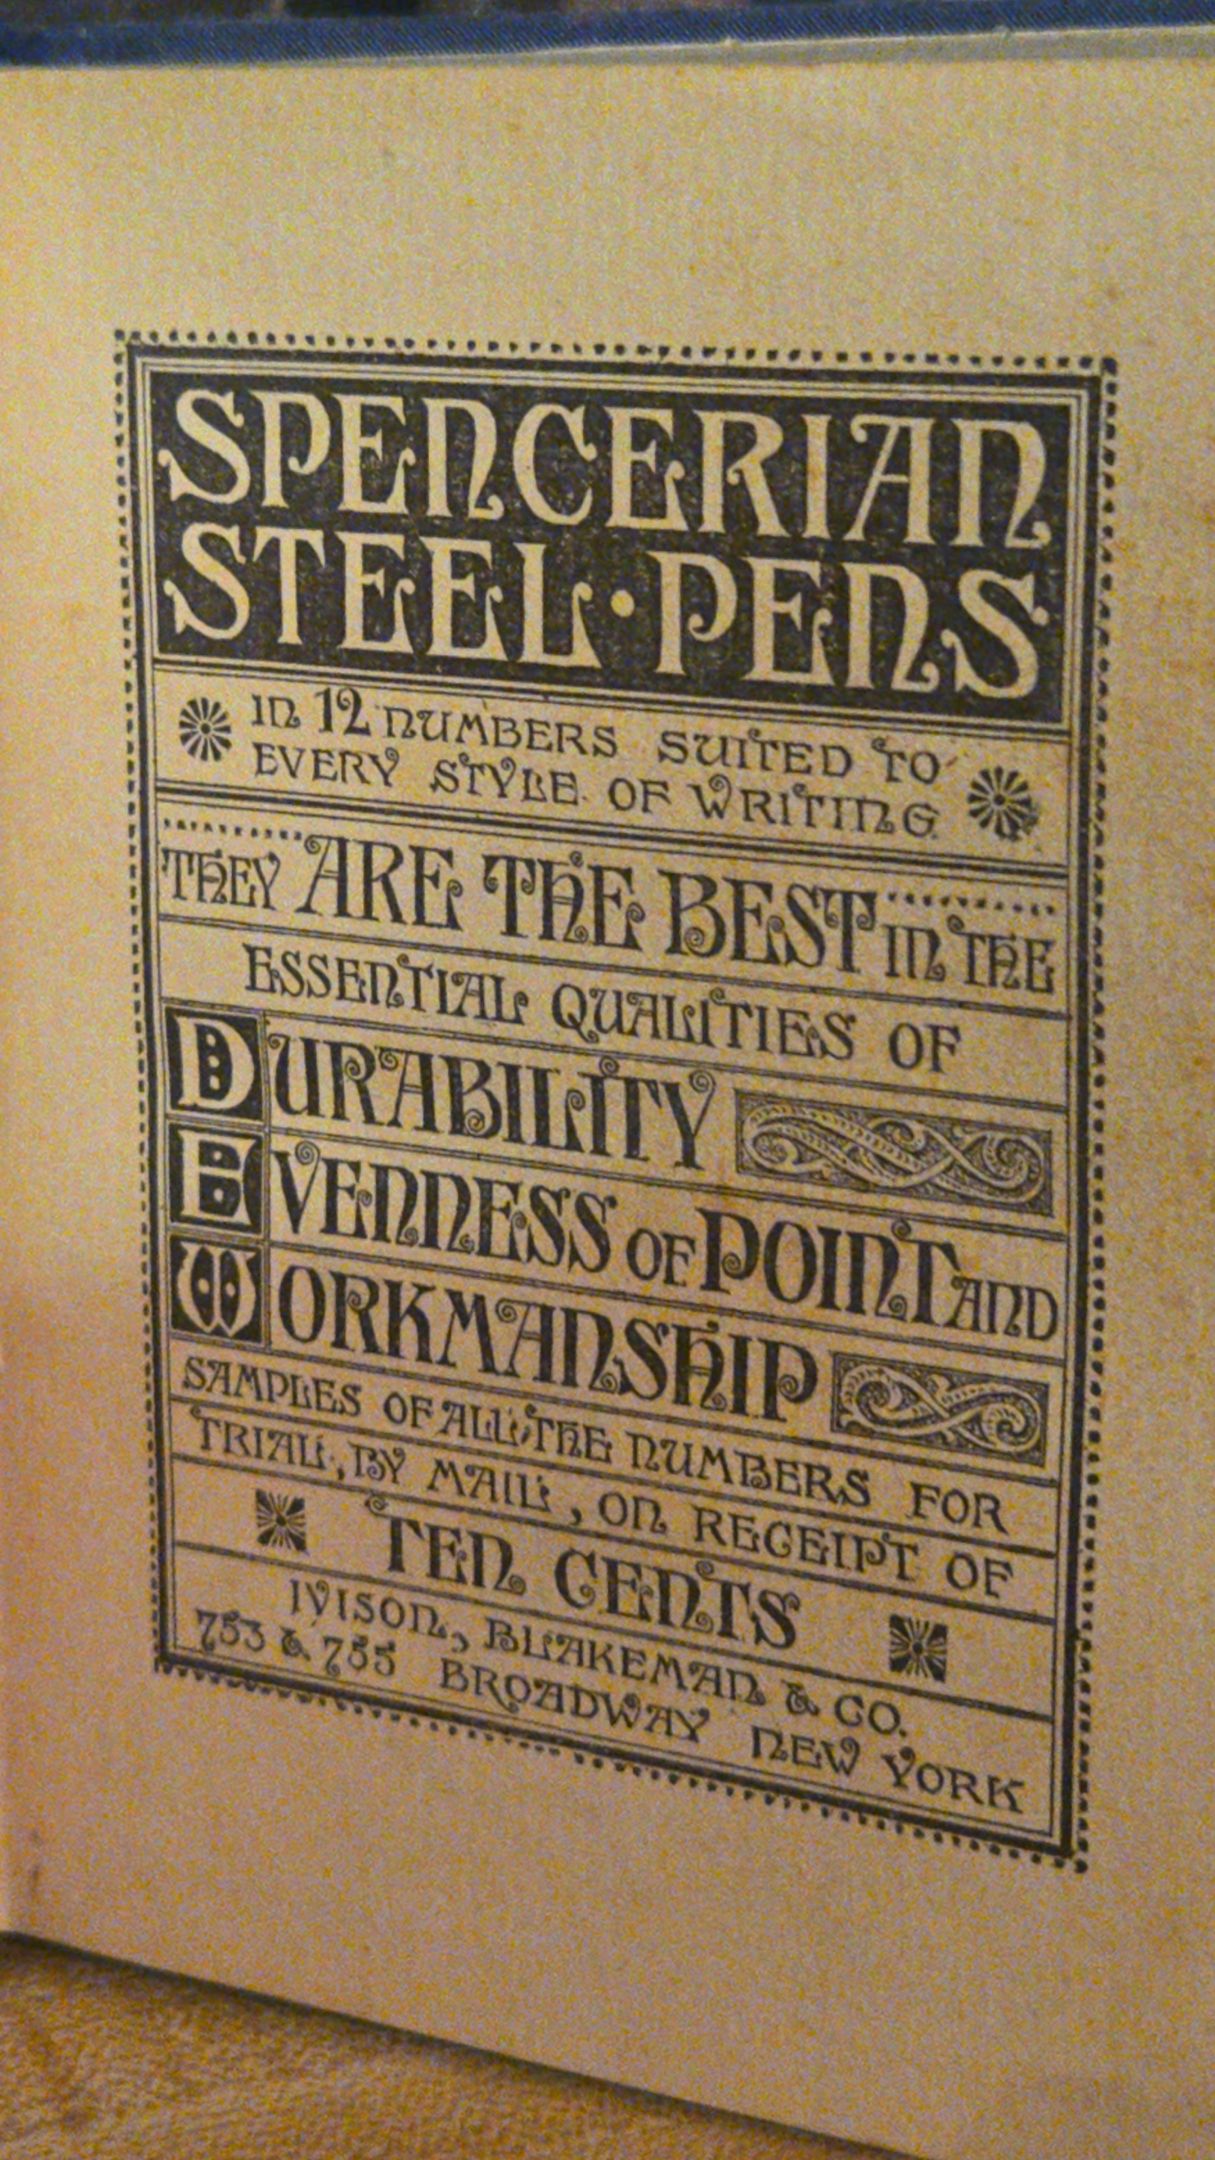 SPENCERIAN
STEEL · PENS
IN 12 NUMBERS SUITED TO
EVERY STYLE OF WRITING
THEY ARE THE BEST IN THE
ESSENTIAL QUALITIES OF
DURABILITY
EVENNESS OF POINT AND
WORKMANSHIP
SAMPLES OF ALL THE NUMBERS FOR
TRIAL, BY MAIL, ON RECEIPT OF
TEN CENTS
IVISON, BLAKEMAN & CO.
753 & 755 BROADWAY NEW YORK